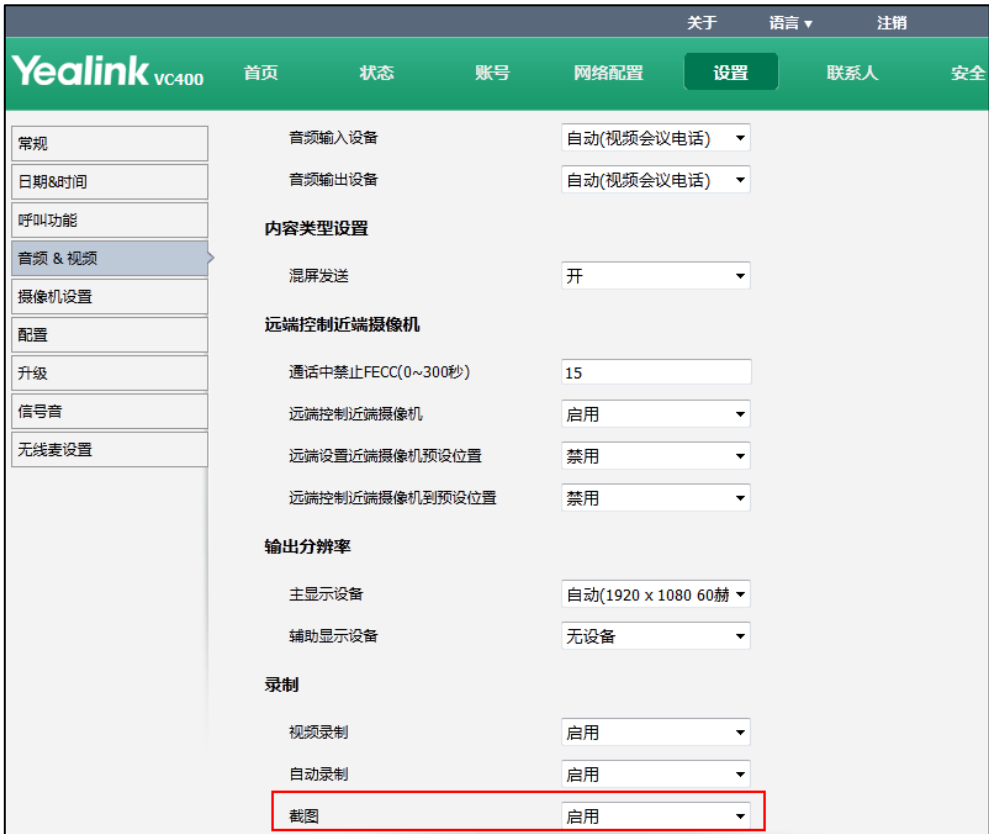 关于 语言 ▾ 注销
Yealink VC400 首页 状态 账号 网络配置 设置 联系人 安全
常规
日期&时间
呼叫功能
音频 & 视频
摄像机设置
配置
升级
信号音
无线麦设置
音频输入设备 自动(视频会议电话)
音频输出设备 自动(视频会议电话)
内容类型设置
混屏发送 开
远端控制近端摄像机
通话中禁止FECC(0~300秒) 15
远端控制近端摄像机 启用
远端设置近端摄像机预设位置 禁用
远端控制近端摄像机到预设位置 禁用
输出分辨率
主显示设备 自动(1920 x 1080 60赫
辅助显示设备 无设备
录制
视频录制 启用
自动录制 启用
截图 启用